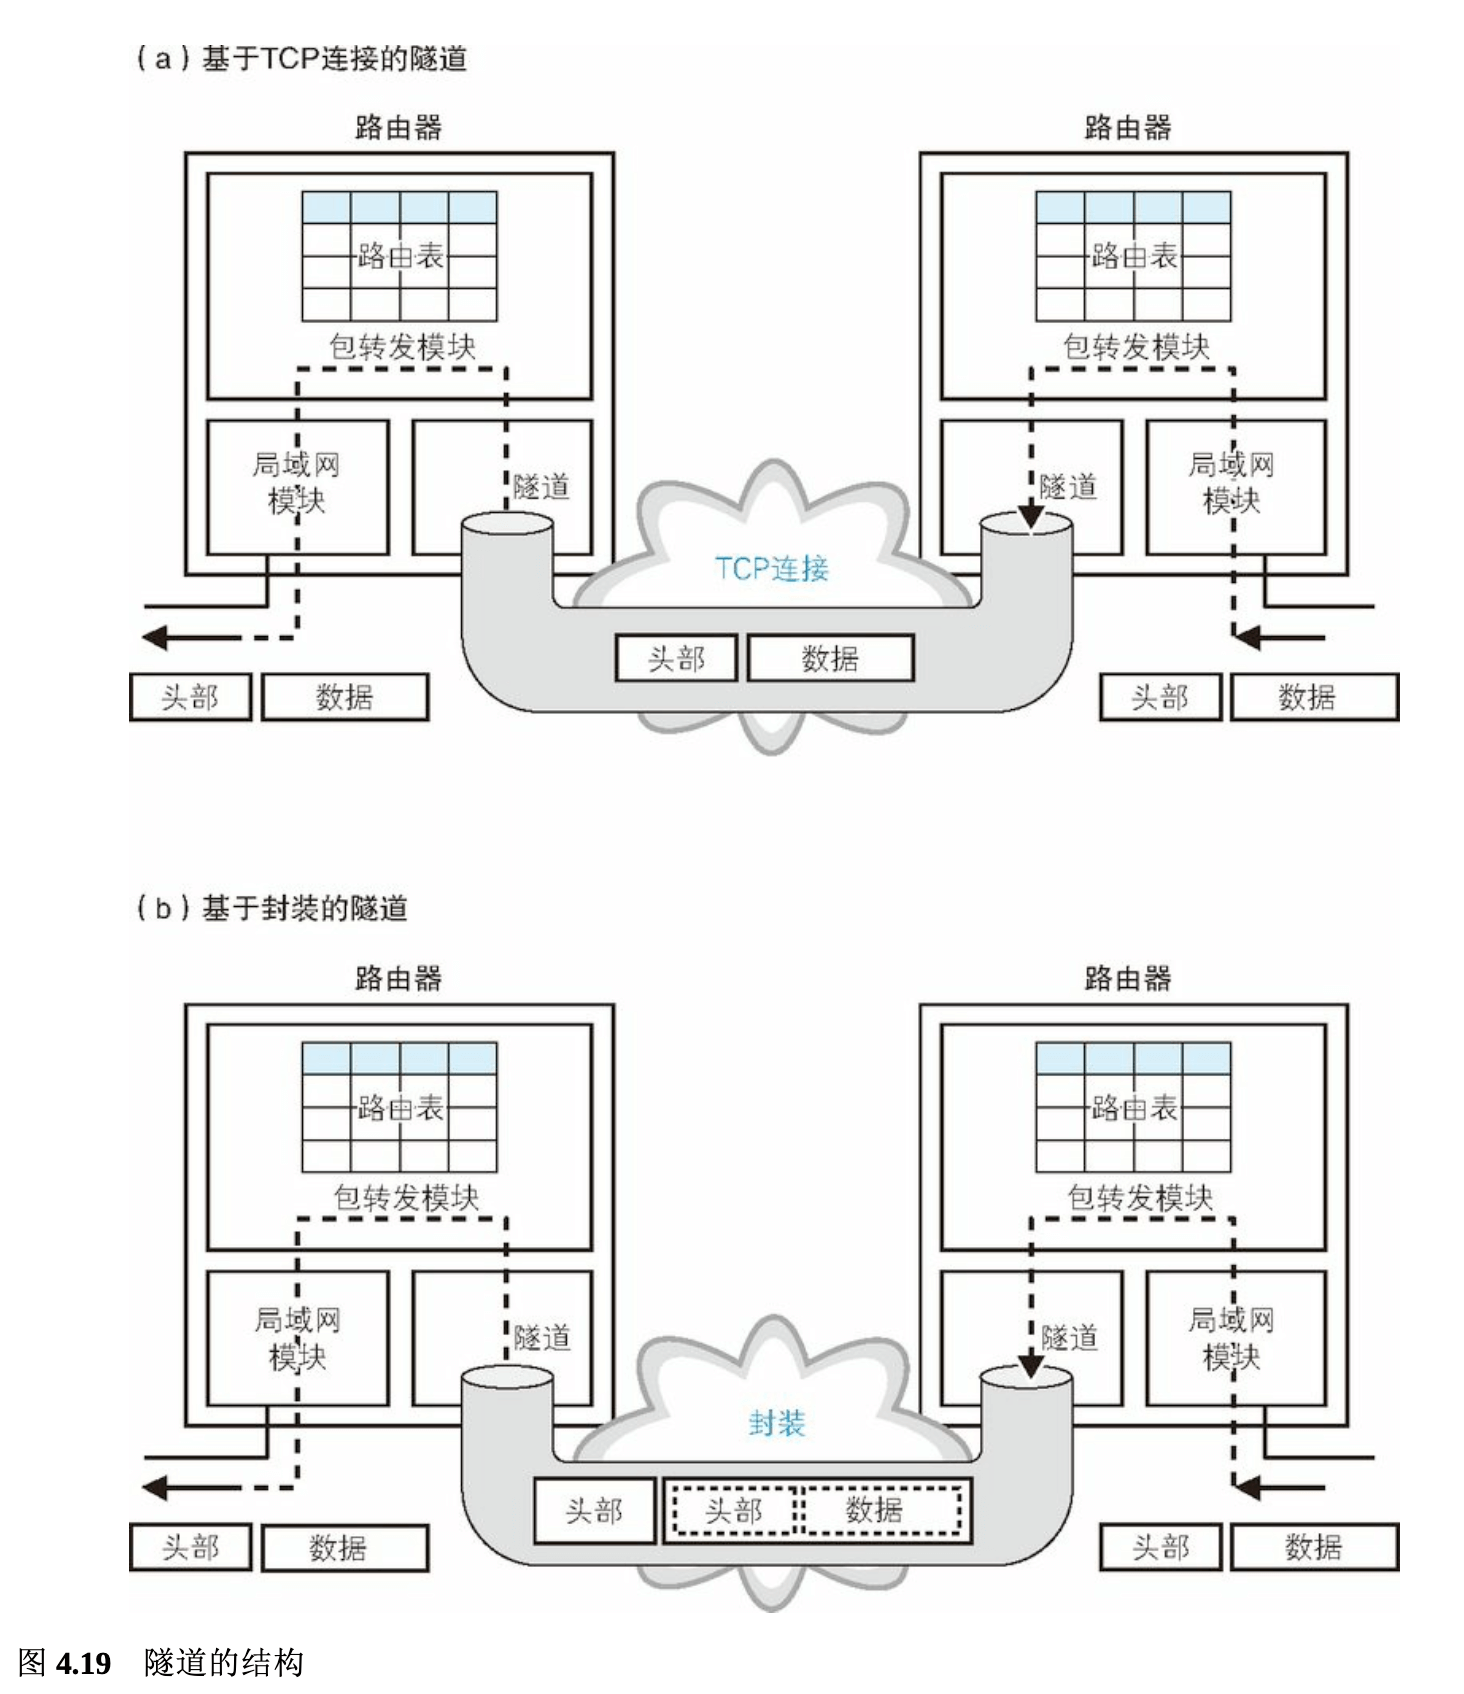 （a）基于TCP连接的隧道
路由器
路由器
路由表
路由表
包转发模块
包转发模块
局域网
模块
隧道
隧道
局域网
模块
TCP连接
头部 数据
头部 数据
头部 数据
（b）基于封装的隧道
路由器
路由器
路由表
路由表
包转发模块
包转发模块
局域网
模块
隧道
隧道
局域网
模块
封装
头部 头部 数据
头部 数据
头部 数据
图 4.19 隧道的结构